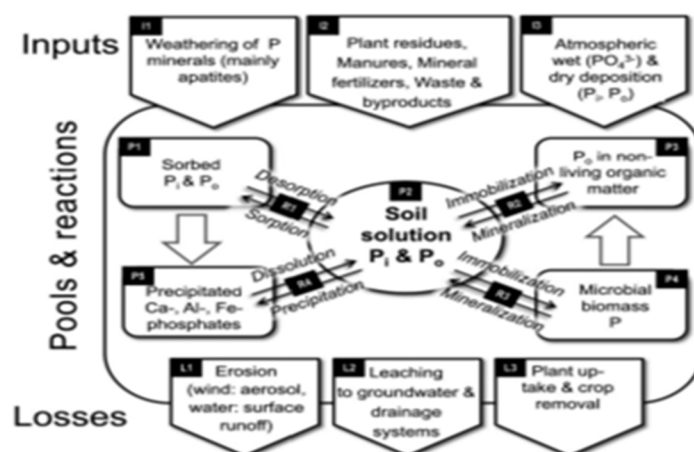 Inputs
I1
Weathering of P
minerals (mainly
apatites)
I2
Plant residues,
Manures, Mineral
fertilizers, Waste &
byproducts
I3
Atmospheric
wet (PO₄³⁻) &
dry deposition
(Pᵢ, Pₒ)
Pools & reactions
P1
Sorbed
Pᵢ & Pₒ
Desorption
R1
Sorption
P2
Soil
solution
Pᵢ & Pₒ
Immobilization
R2
Mineralization
P3
Pₒ in non-
living organic
matter
P5
Precipitated
Ca-, Al-, Fe-
phosphates
Dissolution
R4
Precipitation
Immobilization
R3
Mineralization
P4
Microbial
biomass
P
Losses
L1
Erosion
(wind: aerosol,
water: surface
runoff)
L2
Leaching
to groundwater &
drainage
systems
L3
Plant up-
take & crop
removal